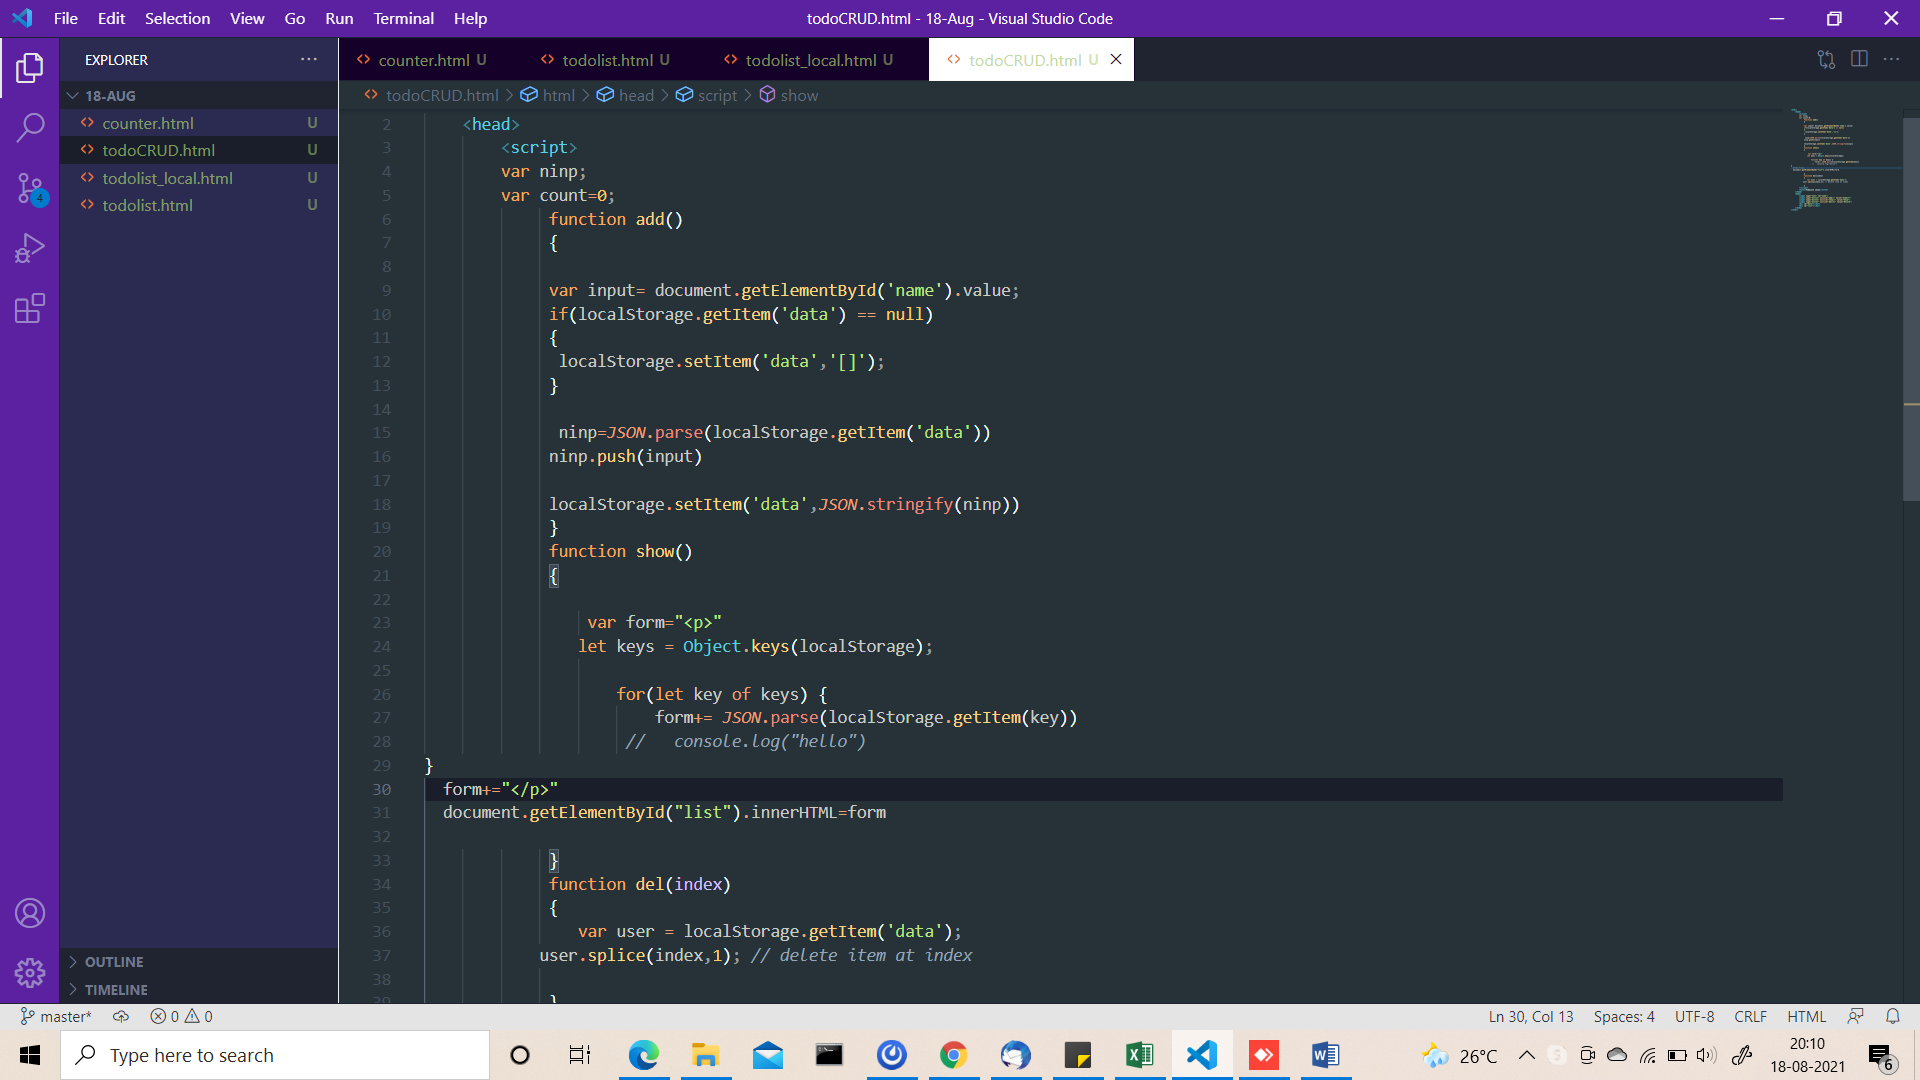 File Edit Selection View Go Run Terminal Help
todoCRUD.html - 18-Aug - Visual Studio Code
EXPLORER
18-AUG
counter.html U
todoCRUD.html U
todolist_local.html U
todolist.html U
4
OUTLINE
TIMELINE
counter.html U
todolist.html U
todolist_local.html U
todoCRUD.html U
todoCRUD.html > html > head > script > show
2 <head>
3 <script>
4 var ninp;
5 var count=0;
6 function add()
7 {
8
9 var input= document.getElementById('name').value;
10 if(localStorage.getItem('data') == null)
11 {
12 localStorage.setItem('data','[]');
13 }
14
15 ninp=JSON.parse(localStorage.getItem('data'))
16 ninp.push(input)
17
18 localStorage.setItem('data',JSON.stringify(ninp))
19 }
20 function show()
21 {
22
23 var form="<p>"
24 let keys = Object.keys(localStorage);
25
26 for(let key of keys) {
27 form+= JSON.parse(localStorage.getItem(key))
28 // console.log("hello")
29 }
30 form+="</p>"
31 document.getElementById("list").innerHTML=form
32
33 }
34 function del(index)
35 {
36 var user = localStorage.getItem('data');
37 user.splice(index,1); // delete item at index
38
39 }
master* 0 0
Ln 30, Col 13 Spaces: 4 UTF-8 CRLF HTML
Type here to search
26°C
20:10
18-08-2021
6